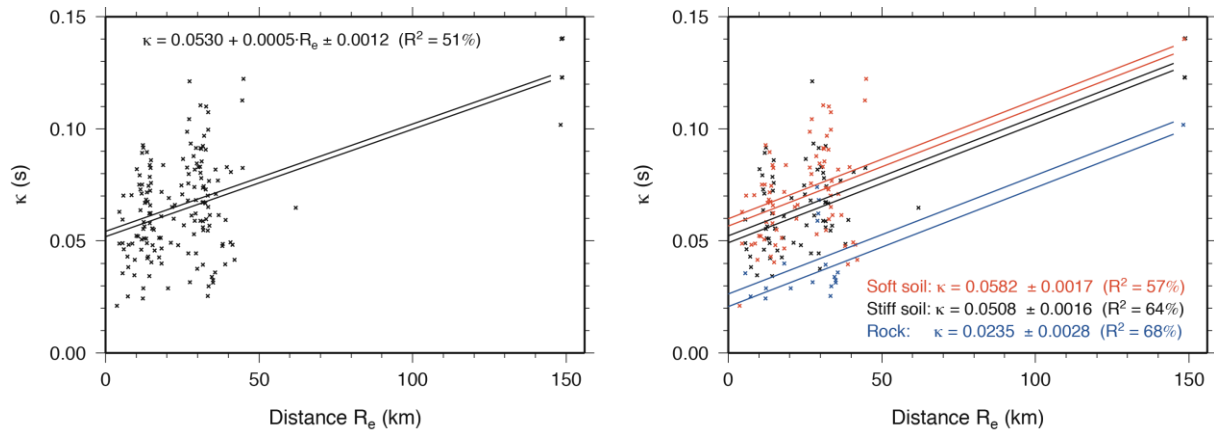 κ = 0.0530 + 0.0005·Re ± 0.0012 (R² = 51%)
κ (s)
0.15
0.10
0.05
0.00
0 50 100 150
Distance Re (km)
κ (s)
0.15
0.10
0.05
0.00
Soft soil: κ = 0.0582 ± 0.0017 (R² = 57%)
Stiff soil: κ = 0.0508 ± 0.0016 (R² = 64%)
Rock: κ = 0.0235 ± 0.0028 (R² = 68%)
0 50 100 150
Distance Re (km)